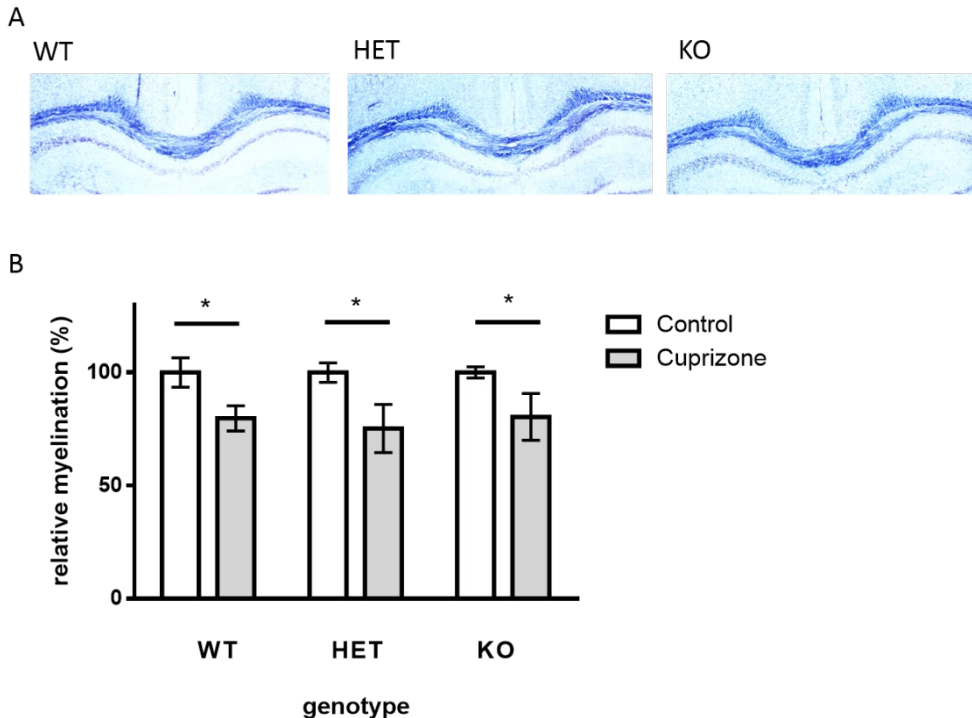 A
WT HET KO
B
* * *
Control
Cuprizone
relative myelination (%)
100
50
0
WT HET KO
genotype